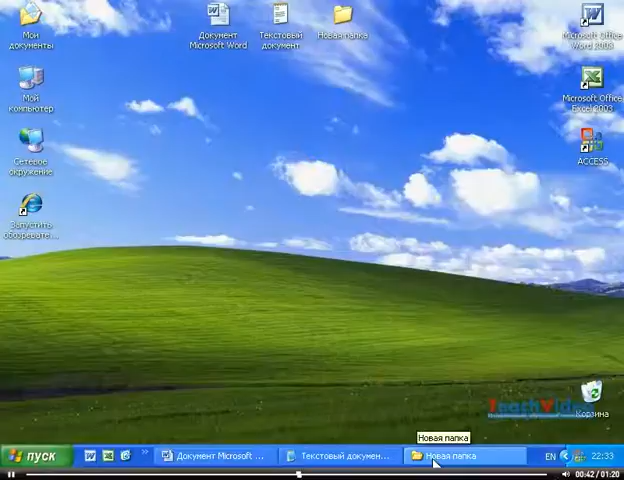 Мои
документы
Документ
Microsoft Word
Текстовый
документ
Новая папка
Microsoft Office
Word 2003
Мой
компьютер
Microsoft Office
Excel 2003
Сетевое
окружение
ACCESS
Запустить
обозревате...
TeachVideo
Корзина
Новая папка
пуск
Документ Microsoft ...
Текстовый докумен...
Новая папка
EN
22:33
00:42 / 01:20